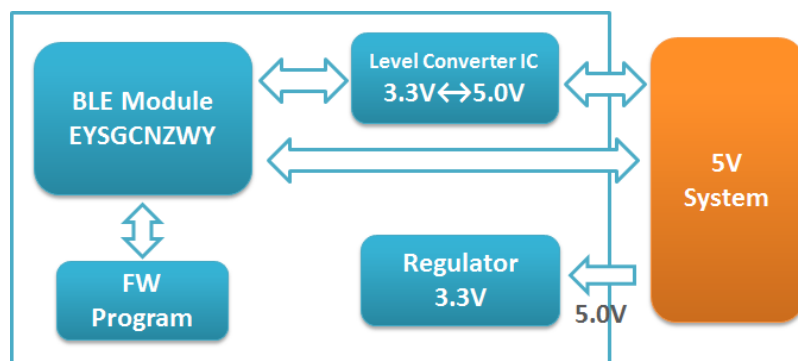 BLE Module
EYSGCNZWY
Level Converter IC
3.3V↔5.0V
5V
System
FW
Program
Regulator
3.3V
5.0V